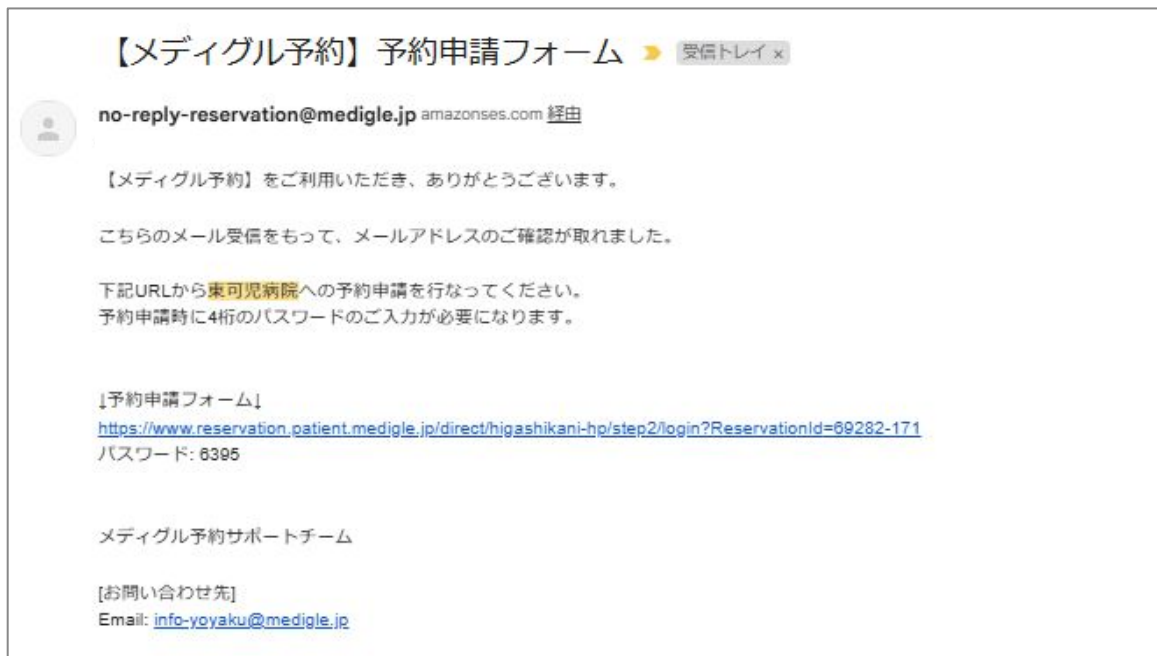 【メディグル予約】予約申請フォーム 受信トレイ ×
no-reply-reservation@medigle.jp amazonses.com 経由
【メディグル予約】をご利用いただき、ありがとうございます。
こちらのメール受信をもって、メールアドレスのご確認が取れました。
下記URLから東可児病院への予約申請を行なってください。
予約申請時に4桁のパスワードのご入力が必要になります。
↓予約申請フォーム↓
https://www.reservation.patient.medigle.jp/direct/higashikani-hp/step2/login?ReservationId=69282-171
パスワード: 6395
メディグル予約サポートチーム
[お問い合わせ先]
Email: info-yoyaku@medigle.jp